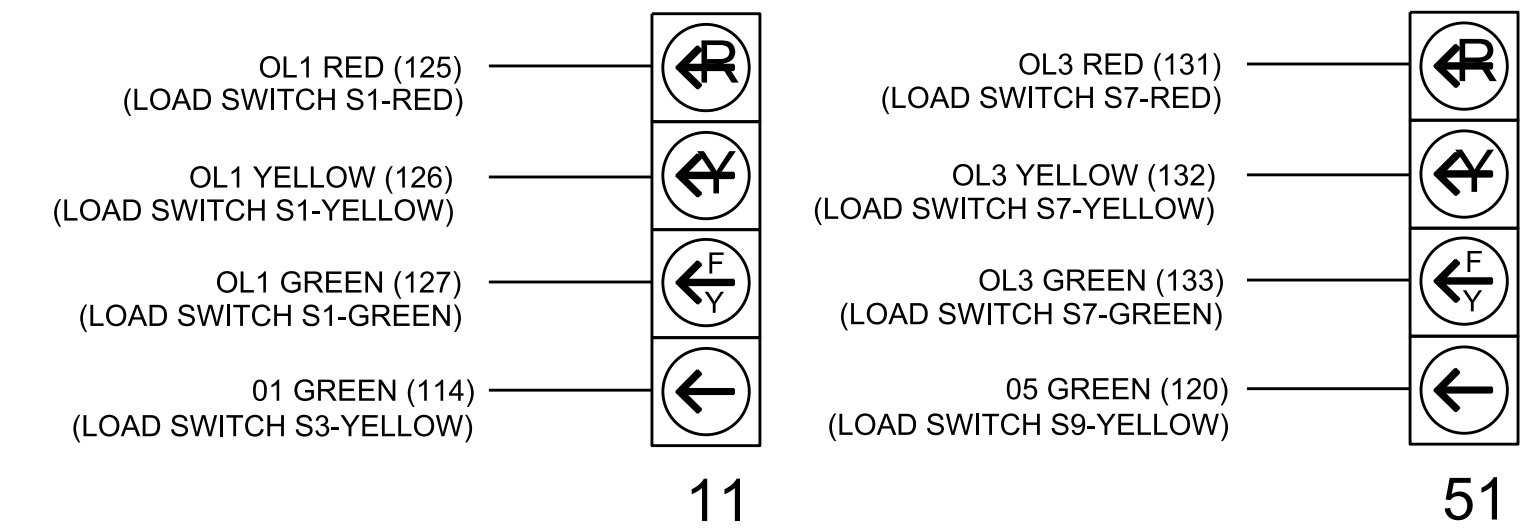 OL1 RED (125)
(LOAD SWITCH S1-RED)
R
OL1 YELLOW (126)
(LOAD SWITCH S1-YELLOW)
Y
OL1 GREEN (127)
(LOAD SWITCH S1-GREEN)
F
Y
01 GREEN (114)
(LOAD SWITCH S3-YELLOW)
11
OL3 RED (131)
(LOAD SWITCH S7-RED)
R
OL3 YELLOW (132)
(LOAD SWITCH S7-YELLOW)
Y
OL3 GREEN (133)
(LOAD SWITCH S7-GREEN)
F
Y
05 GREEN (120)
(LOAD SWITCH S9-YELLOW)
51